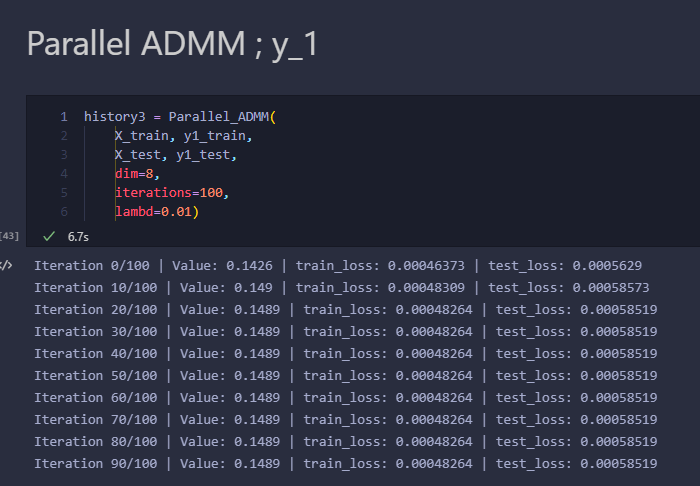 Parallel ADMM ; y_1
1 history3 = Parallel_ADMM(
2 X_train, y1_train,
3 X_test, y1_test,
4 dim=8,
5 iterations=100,
6 lambd=0.01)
[43] ✓ 6.7s
</> Iteration 0/100 | Value: 0.1426 | train_loss: 0.00046373 | test_loss: 0.0005629
Iteration 10/100 | Value: 0.149 | train_loss: 0.00048309 | test_loss: 0.00058573
Iteration 20/100 | Value: 0.1489 | train_loss: 0.00048264 | test_loss: 0.00058519
Iteration 30/100 | Value: 0.1489 | train_loss: 0.00048264 | test_loss: 0.00058519
Iteration 40/100 | Value: 0.1489 | train_loss: 0.00048264 | test_loss: 0.00058519
Iteration 50/100 | Value: 0.1489 | train_loss: 0.00048264 | test_loss: 0.00058519
Iteration 60/100 | Value: 0.1489 | train_loss: 0.00048264 | test_loss: 0.00058519
Iteration 70/100 | Value: 0.1489 | train_loss: 0.00048264 | test_loss: 0.00058519
Iteration 80/100 | Value: 0.1489 | train_loss: 0.00048264 | test_loss: 0.00058519
Iteration 90/100 | Value: 0.1489 | train_loss: 0.00048264 | test_loss: 0.00058519